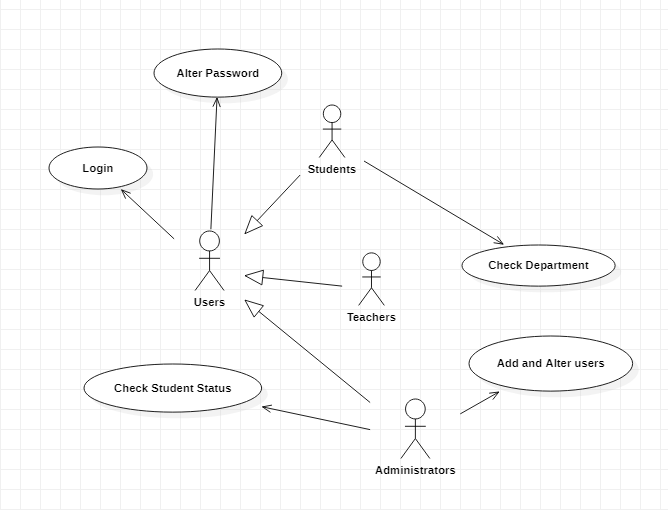 Alter Password
Login
Students
Check Department
Users
Teachers
Add and Alter users
Check Student Status
Administrators